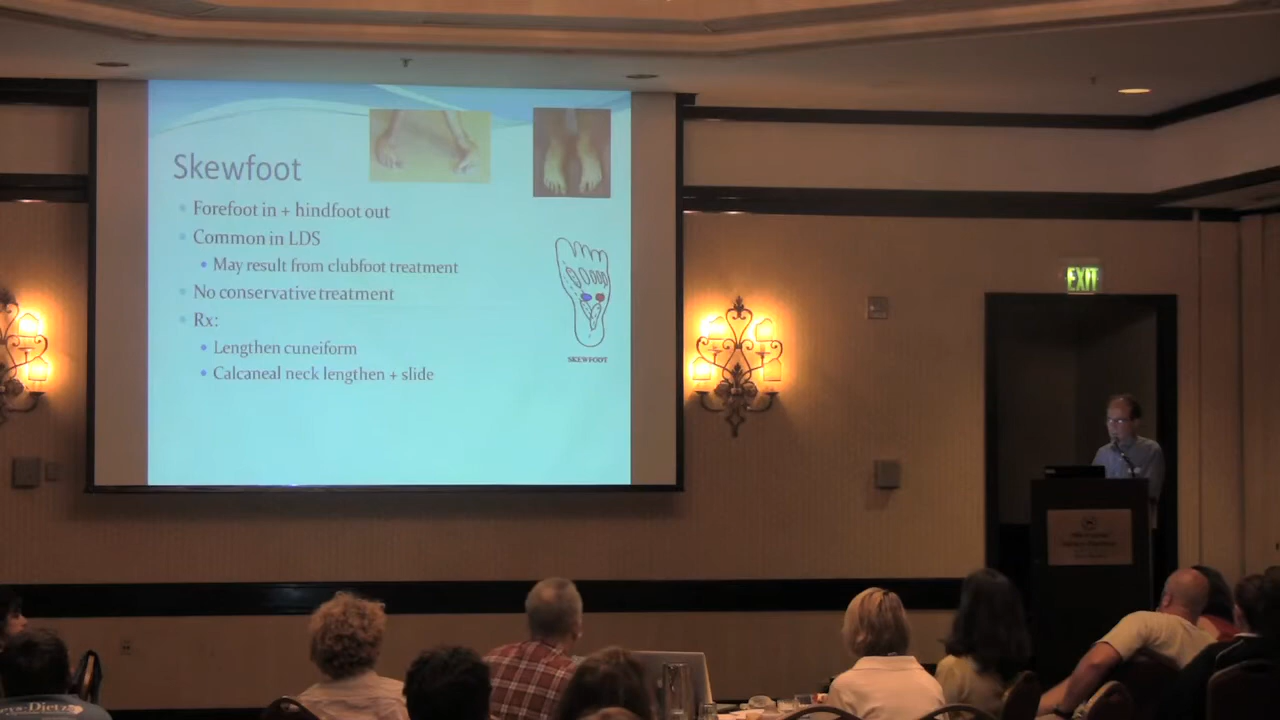 Skewfoot
Forefoot in + hindfoot out
Common in LDS
May result from clubfoot treatment
No conservative treatment
Rx:
Lengthen cuneiform
Calcaneal neck lengthen + slide
SKEWFOOT
EXIT